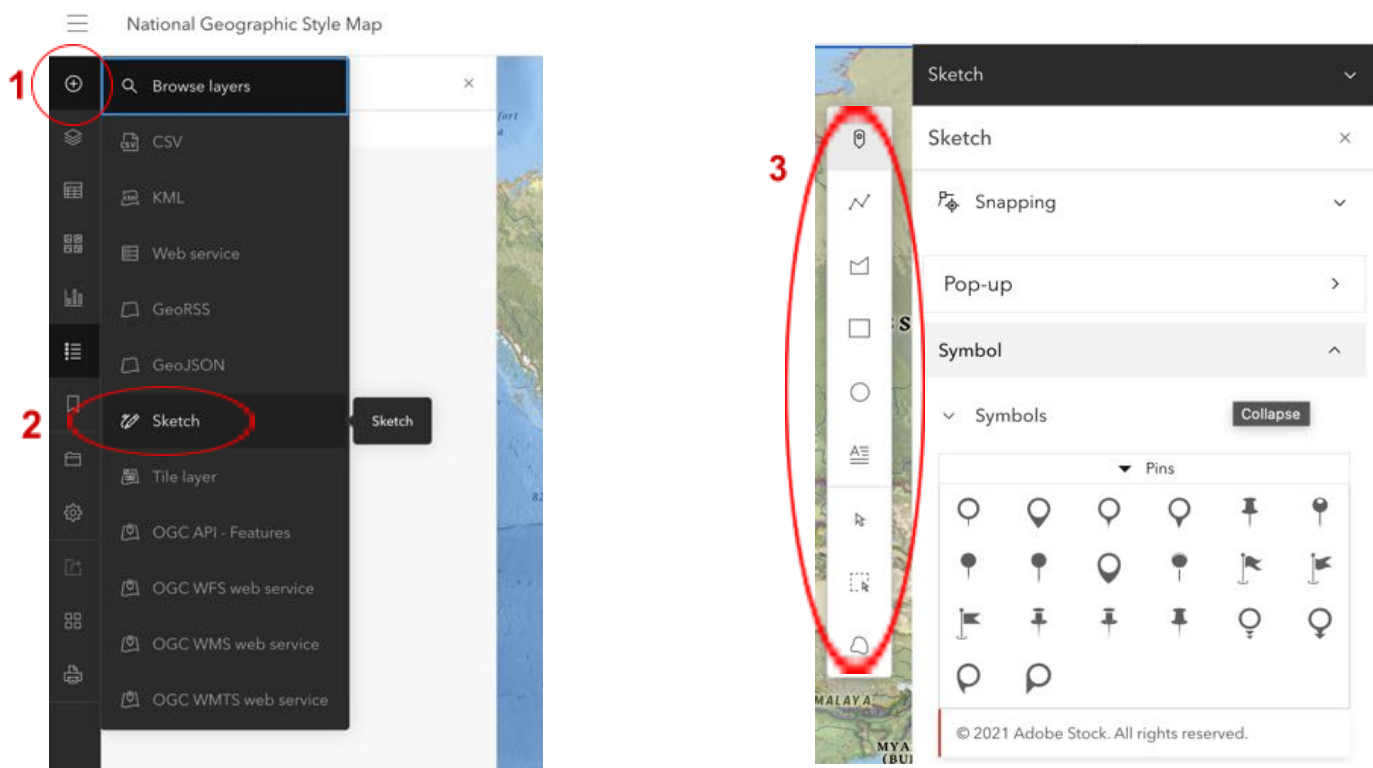 National Geographic Style Map
1
Browse layers
CSV
KML
Web service
GeoRSS
GeoJSON
2
Sketch
Sketch
Tile layer
OGC API - Features
OGC WFS web service
OGC WMS web service
OGC WMTS web service
Sketch
Sketch
3
Snapping
Pop-up
S
Symbol
Symbols
Collapse
Pins
MALAYA
MYA
(BU
© 2021 Adobe Stock. All rights reserved.